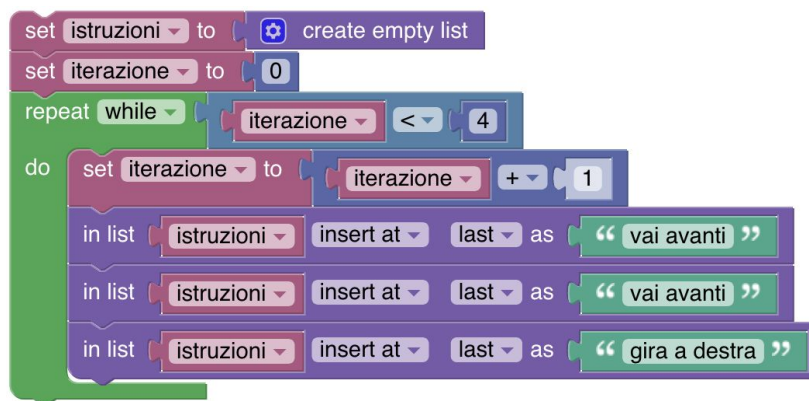 set istruzioni to create empty list
set iterazione to 0
repeat while iterazione < 4
do set iterazione to iterazione + 1
in list istruzioni insert at last as “ vai avanti ”
in list istruzioni insert at last as “ vai avanti ”
in list istruzioni insert at last as “ gira a destra ”